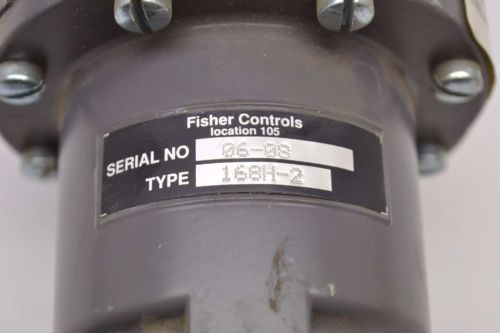 Fisher Controls
location 105
SERIAL NO 06-08
TYPE 168H-2